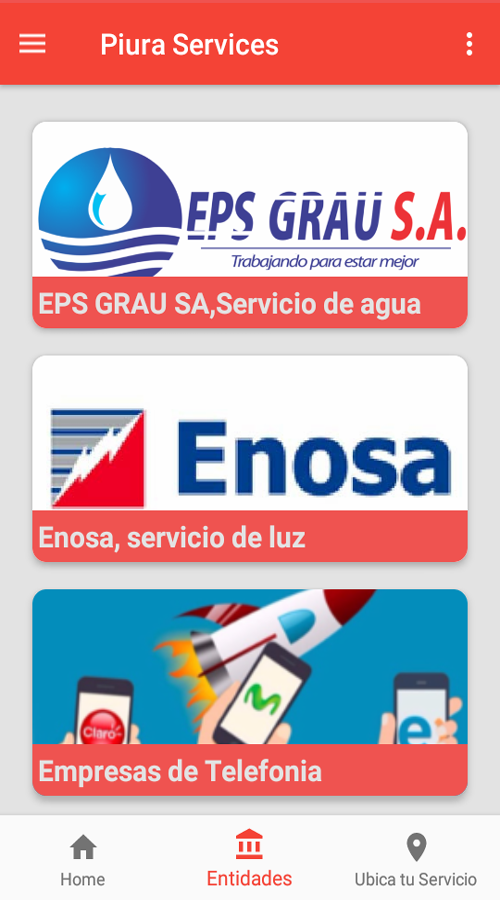 Piura Services
EPS GRAU S.A.
Trabajando para estar mejor
EPS GRAU SA,Servicio de agua
Enosa
Enosa, servicio de luz
Claro
e
Empresas de Telefonia
Home
Entidades
Ubica tu Servicio